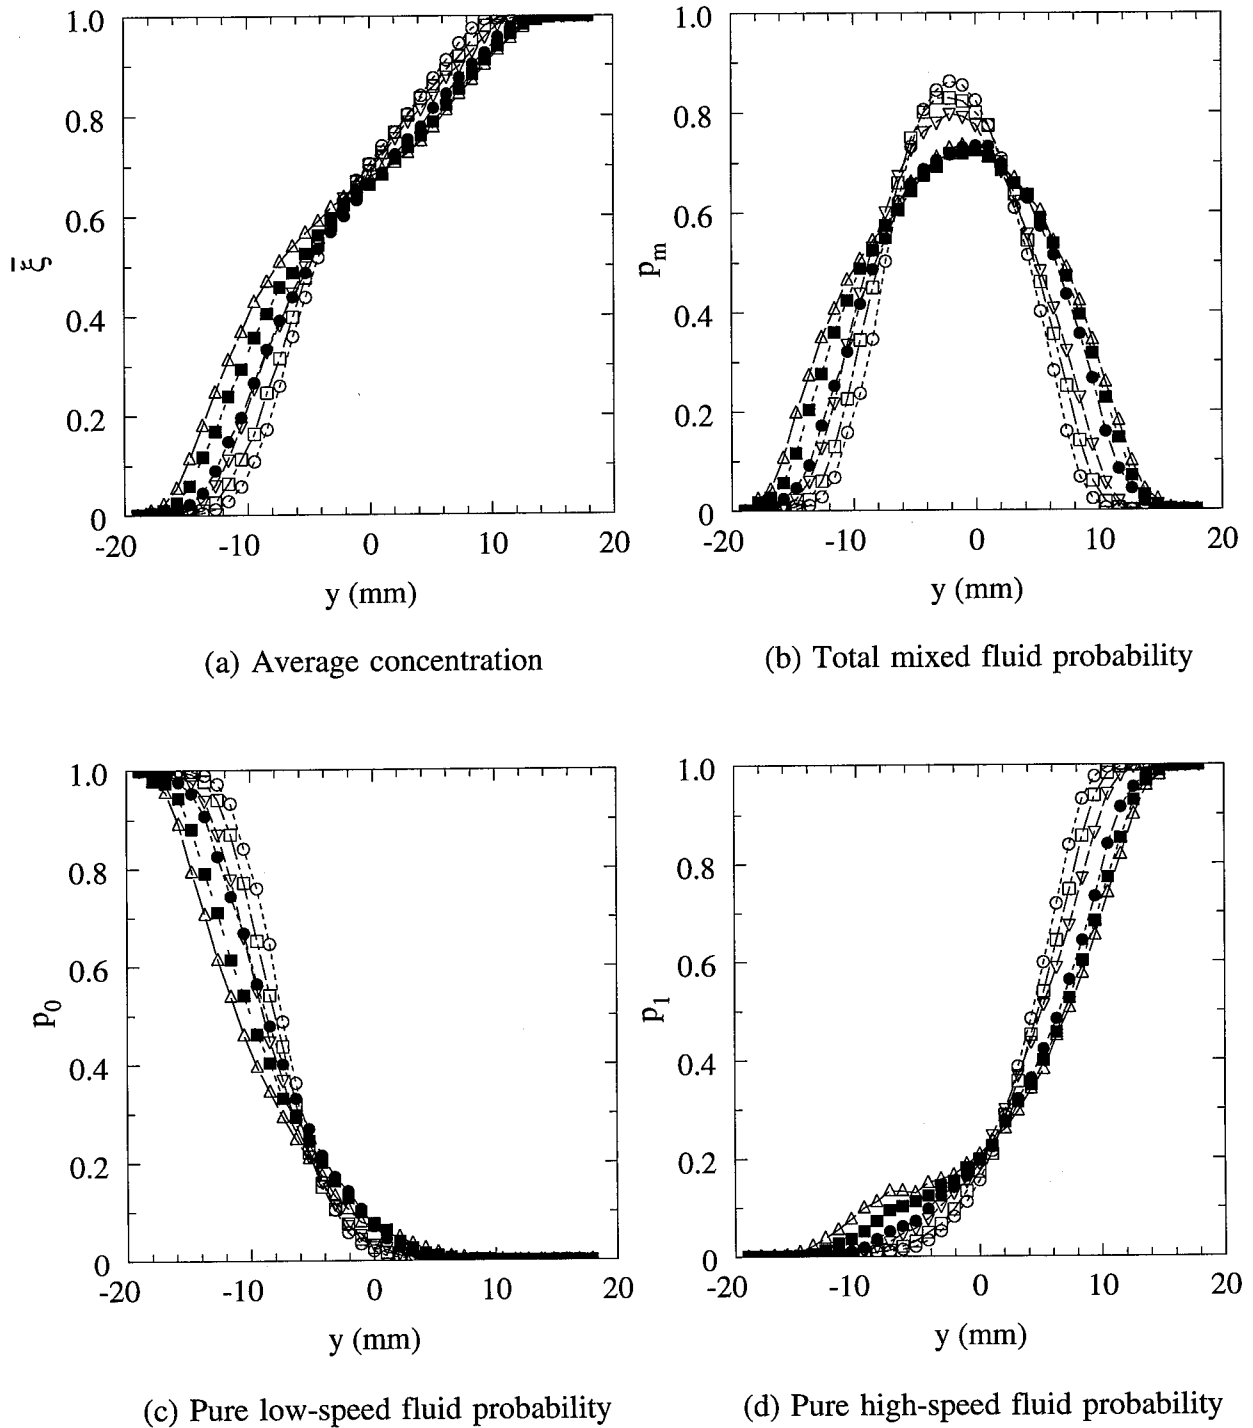 1.0
0.8
0.6
0.4
0.2
0
ξ̄
-20 -10 0 10 20
y (mm)
(a) Average concentration
1.0
0.8
0.6
0.4
0.2
0
p_m
-20 -10 0 10 20
y (mm)
(b) Total mixed fluid probability
1.0
0.8
0.6
0.4
0.2
0
p_0
-20 -10 0 10 20
y (mm)
(c) Pure low-speed fluid probability
1.0
0.8
0.6
0.4
0.2
0
p_1
-20 -10 0 10 20
y (mm)
(d) Pure high-speed fluid probability